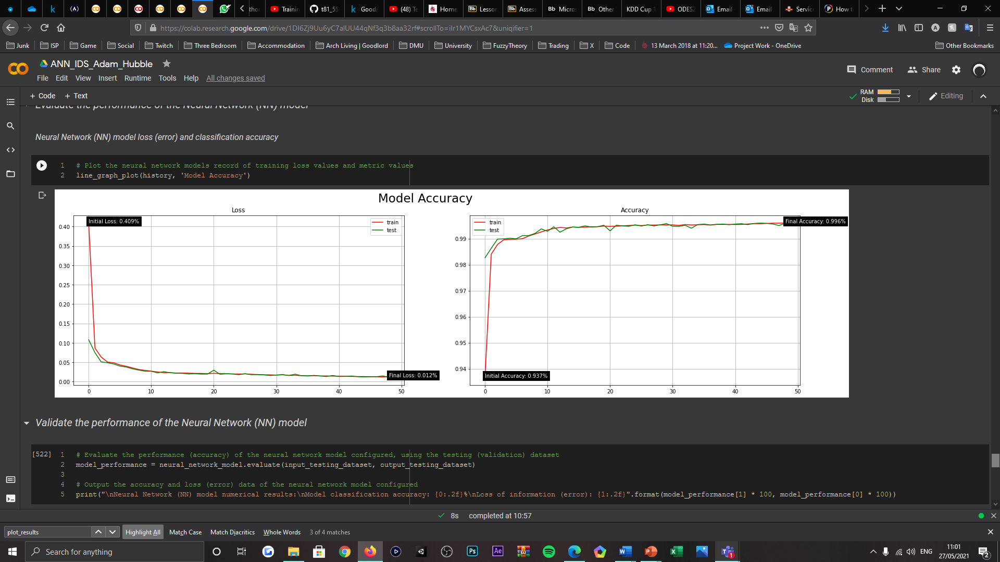 thor
Trainin
t81_55
Good/
(48) Te
Home
Lesson
Assess
Micros
Other
KDD Cup 1
ODESZ
Email
Email
Service
How t
https://colab.research.google.com/drive/1DI6Zj9Uu6yC7alUU44qNf3q3b8aa32rf#scrollTo=iIr1MYCsxAc7&uniqifier=1
Junk
ISP
Game
Social
Twitch
Three Bedroom
Accommodation
Arch Living | Goodlord
DMU
University
FuzzyTheory
Trading
X
Code
13 March 2018 at 11:20...
Project Work - OneDrive
Other Bookmarks
ANN_IDS_Adam_Hubble
Comment
Share
File Edit View Insert Runtime Tools Help All changes saved
+ Code + Text
RAM
Disk
Editing
Evaluate the performance of the Neural Network (NN) model
Neural Network (NN) model loss (error) and classification accuracy
1 # Plot the neural network models record of training loss values and metric values
2 line_graph_plot(history, 'Model Accuracy')
Model Accuracy
Loss
Initial Loss: 0.409%
train
test
0.40
0.35
0.30
0.25
0.20
0.15
0.10
0.05
0.00
Final Loss: 0.012%
0 10 20 30 40 50
Accuracy
train
test
Final Accuracy: 0.996%
0.99
0.98
0.97
0.96
0.95
0.94
Initial Accuracy: 0.937%
0 10 20 30 40 50
Validate the performance of the Neural Network (NN) model
[522] 1 # Evaluate the performance (accuracy) of the neural network model configured, using the testing (validation) dataset
2 model_performance = neural_network_model.evaluate(input_testing_dataset, output_testing_dataset)
3
4 # Output the accuracy and loss (error) data of the neural network model configured
5 print("\nNeural Network (NN) model numerical results:\nModel classification accuracy: {0:.2f}%\nLoss of information (error): {1:.2f}".format(model_performance[1] * 100, model_performance[0] * 100))
8s completed at 10:57
plot_results
Highlight All
Match Case
Match Diacritics
Whole Words
3 of 4 matches
Search for anything
Ps
Ae
ENG
11:01
27/05/2021
2
1